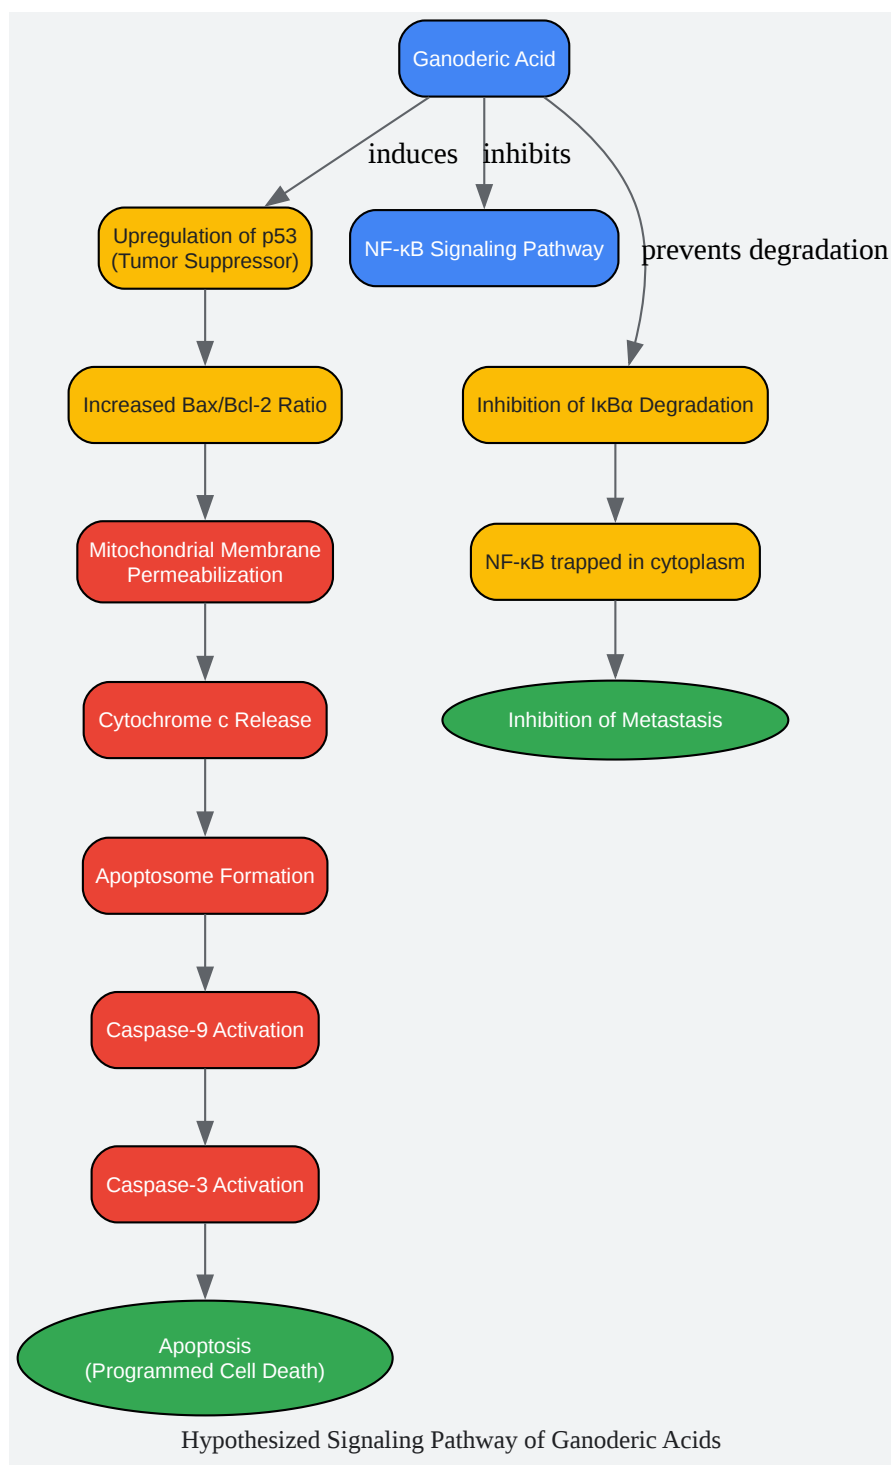 Ganoderic Acid
induces
inhibits
Upregulation of p53
(Tumor Suppressor)
NF-κB Signaling Pathway
prevents degradation
Increased Bax/Bcl-2 Ratio
Inhibition of IκBα Degradation
Mitochondrial Membrane
Permeabilization
NF-κB trapped in cytoplasm
Cytochrome c Release
Inhibition of Metastasis
Apoptosome Formation
Caspase-9 Activation
Caspase-3 Activation
Apoptosis
(Programmed Cell Death)
Hypothesized Signaling Pathway of Ganoderic Acids